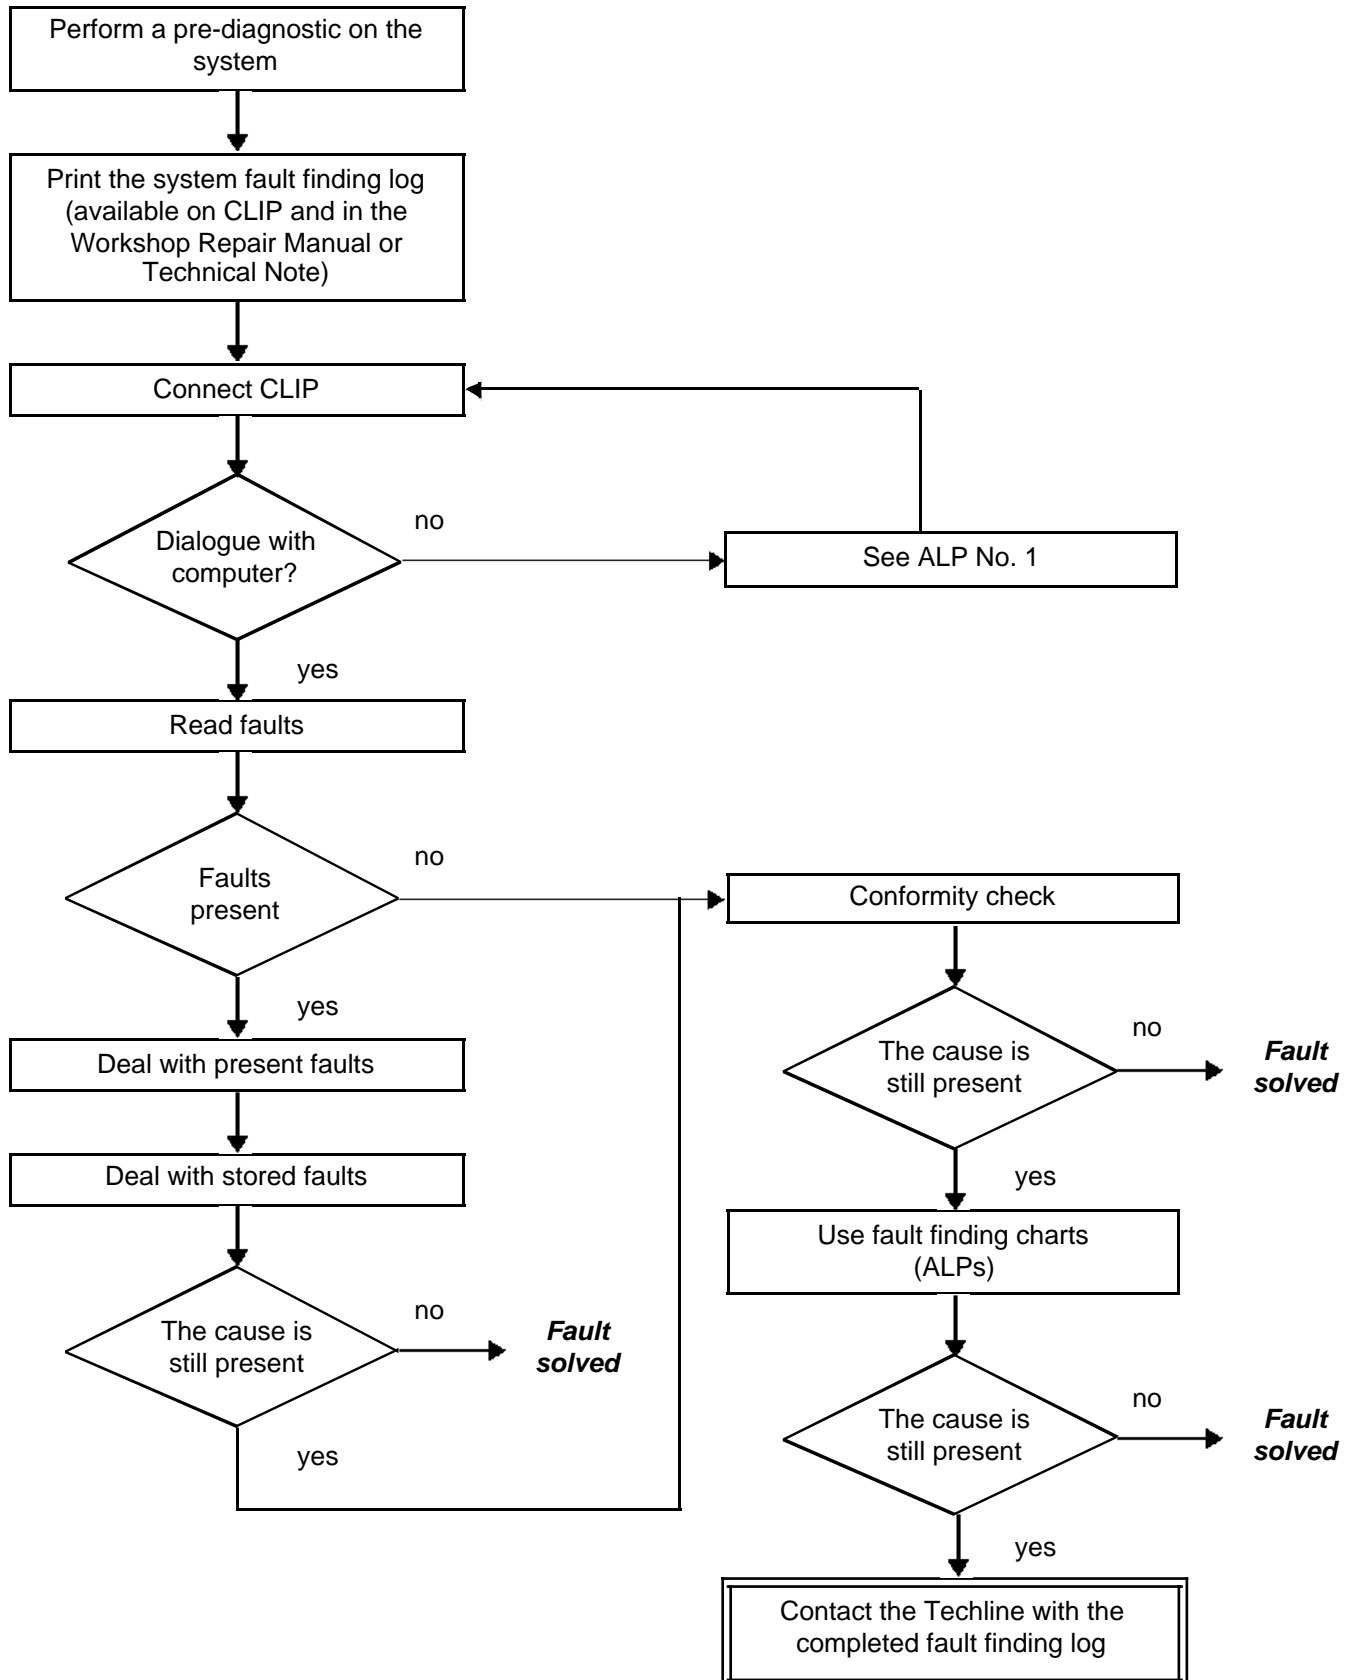 Perform a pre-diagnostic on the
system
Print the system fault finding log
(available on CLIP and in the
Workshop Repair Manual or
Technical Note)
Connect CLIP
Dialogue with
computer?
no
See ALP No. 1
yes
Read faults
Faults
present
no
yes
Deal with present faults
Deal with stored faults
The cause is
still present
no
Fault
solved
yes
Conformity check
The cause is
still present
no
Fault
solved
yes
Use fault finding charts
(ALPs)
The cause is
still present
no
Fault
solved
yes
Contact the Techline with the
completed fault finding log